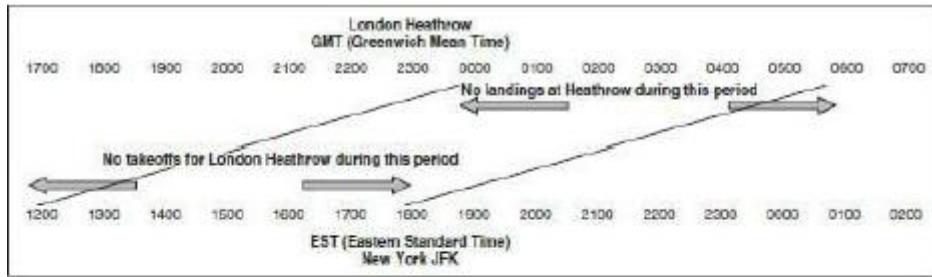 London Heathrow
GMT (Greenwich Mean Time)
1700 1800 1900 2000 2100 2200 2300 0000 0100 0200 0300 0400 0500 0600 0700
No landings at Heathrow during this period
No takeoffs for London Heathrow during this period
1200 1300 1400 1500 1600 1700 1800 1900 2000 2100 2200 2300 0000 0100 0200
EST (Eastern Standard Time)
New York JFK